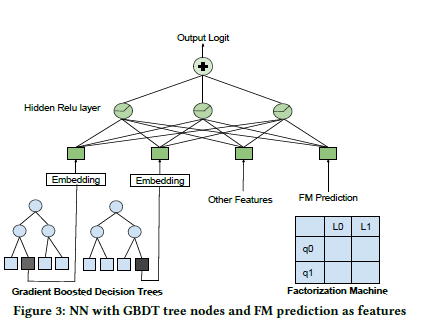 Output Logit
+
Hidden Relu layer
Embedding
Embedding
Other Features
FM Prediction
L0 L1
q0
q1
Gradient Boosted Decision Trees
Factorization Machine
Figure 3: NN with GBDT tree nodes and FM prediction as features